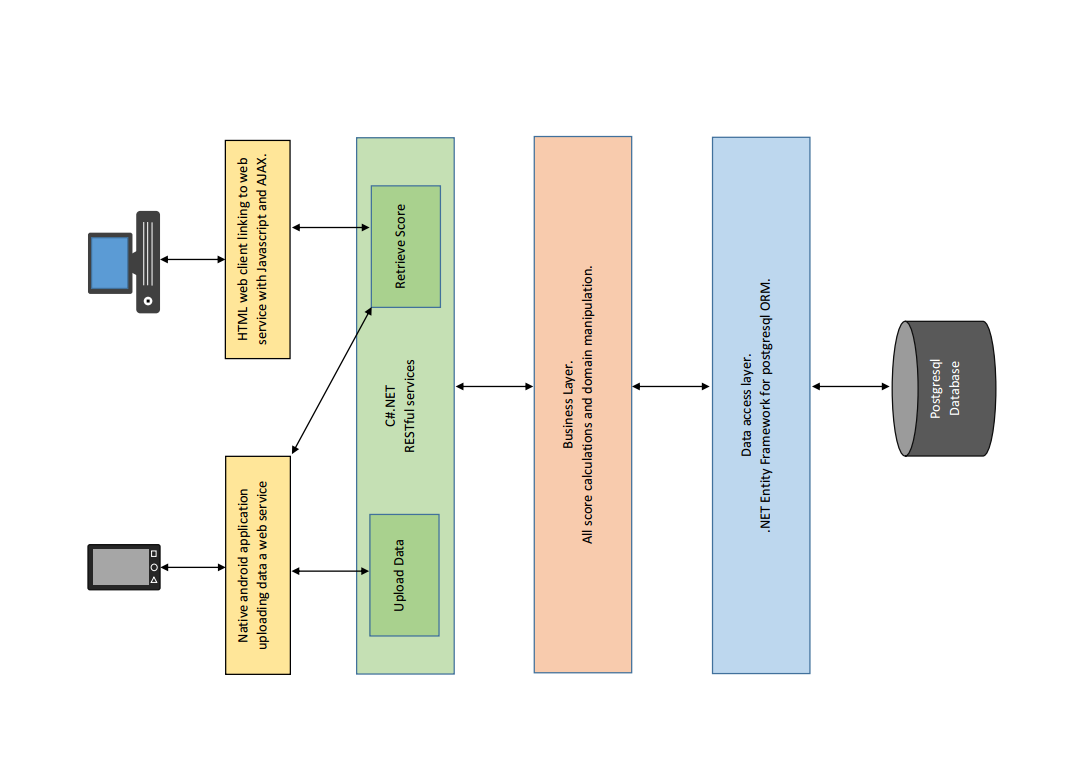 Native android application
uploading data a web service
HTML web client linking to web
service with Javascript and AJAX.
Upload Data
C#.NET
RESTful services
Retrieve Score
Business Layer.
All score calculations and domain manipulation.
Data access layer.
.NET Entity Framework for postgresql ORM.
Postgresql
Database